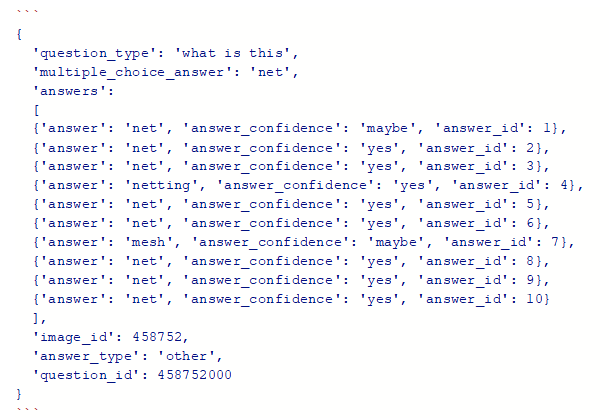 ```
{
  'question_type': 'what is this',
  'multiple_choice_answer': 'net',
  'answers':
  [
  {'answer': 'net', 'answer_confidence': 'maybe', 'answer_id': 1},
  {'answer': 'net', 'answer_confidence': 'yes', 'answer_id': 2},
  {'answer': 'net', 'answer_confidence': 'yes', 'answer_id': 3},
  {'answer': 'netting', 'answer_confidence': 'yes', 'answer_id': 4},
  {'answer': 'net', 'answer_confidence': 'yes', 'answer_id': 5},
  {'answer': 'net', 'answer_confidence': 'yes', 'answer_id': 6},
  {'answer': 'mesh', 'answer_confidence': 'maybe', 'answer_id': 7},
  {'answer': 'net', 'answer_confidence': 'yes', 'answer_id': 8},
  {'answer': 'net', 'answer_confidence': 'yes', 'answer_id': 9},
  {'answer': 'net', 'answer_confidence': 'yes', 'answer_id': 10}
  ],
  'image_id': 458752,
  'answer_type': 'other',
  'question_id': 458752000
}
```